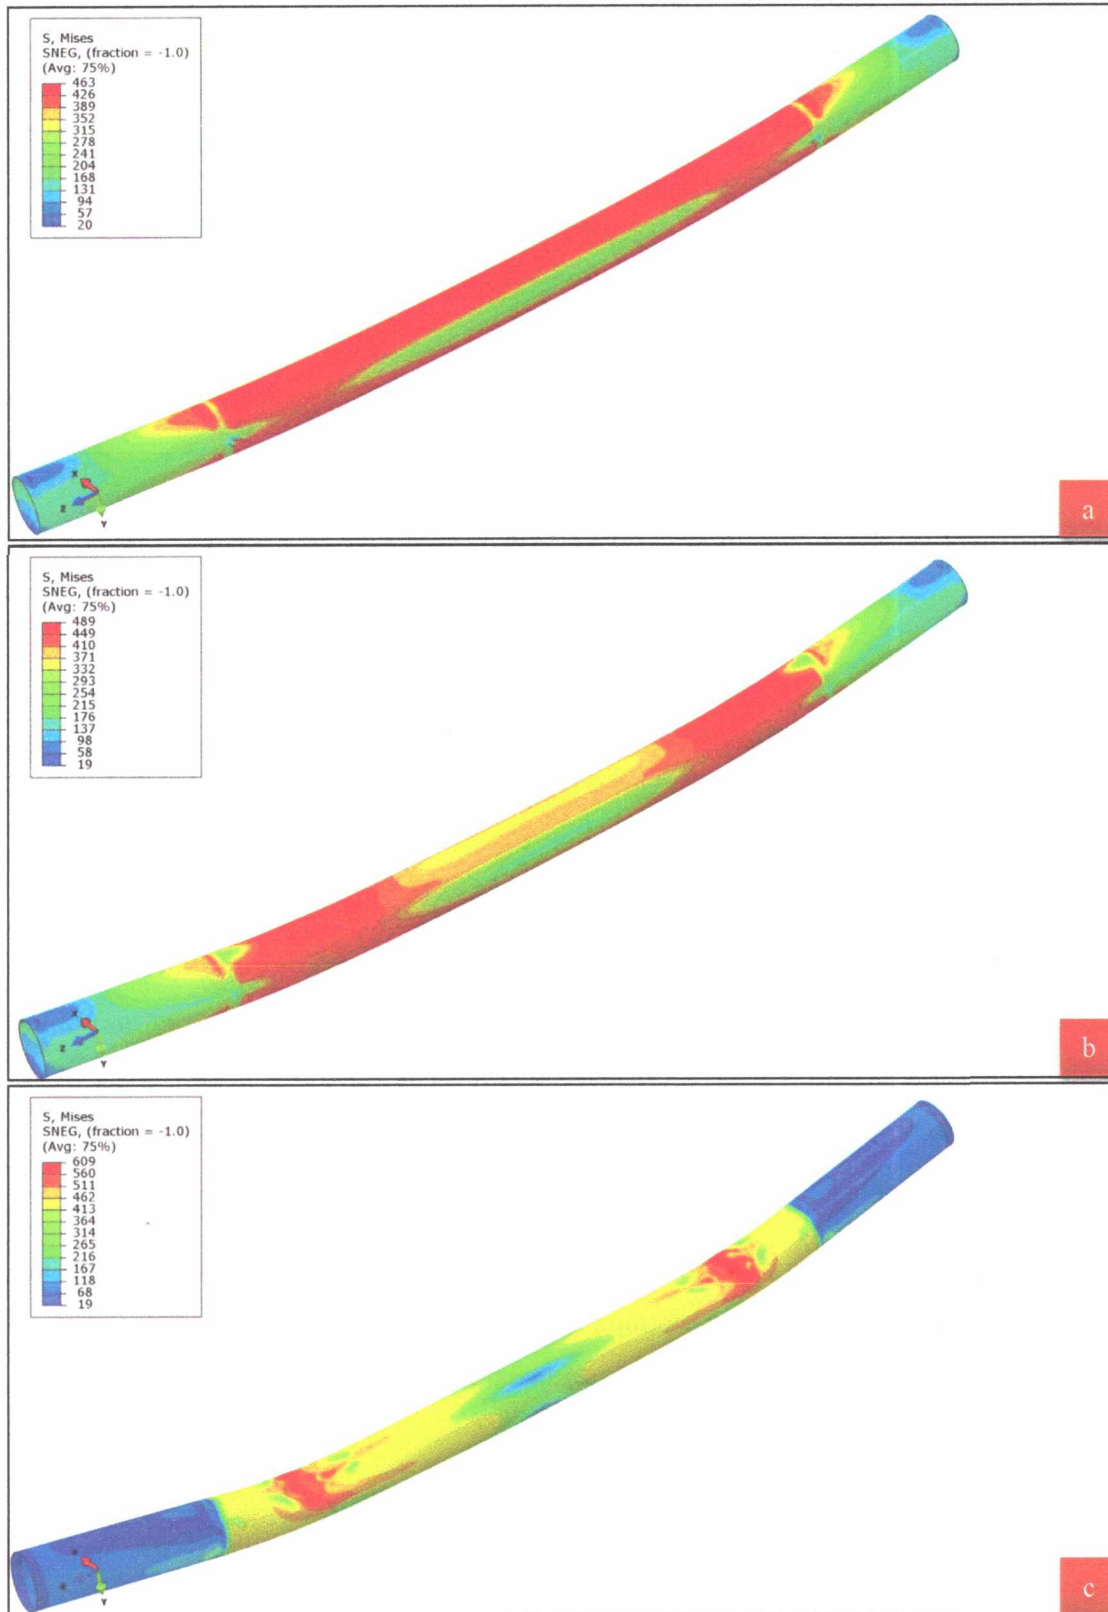 S, Mises
SNEG, (fraction = -1.0)
(Avg: 75%)
463
426
389
352
315
278
241
204
168
131
94
57
20
X
Z
Y
a
S, Mises
SNEG, (fraction = -1.0)
(Avg: 75%)
489
449
410
371
332
293
254
215
176
137
98
58
19
X
Z
Y
b
S, Mises
SNEG, (fraction = -1.0)
(Avg: 75%)
609
560
511
462
413
364
314
265
216
167
118
68
19
X
Z
Y
c